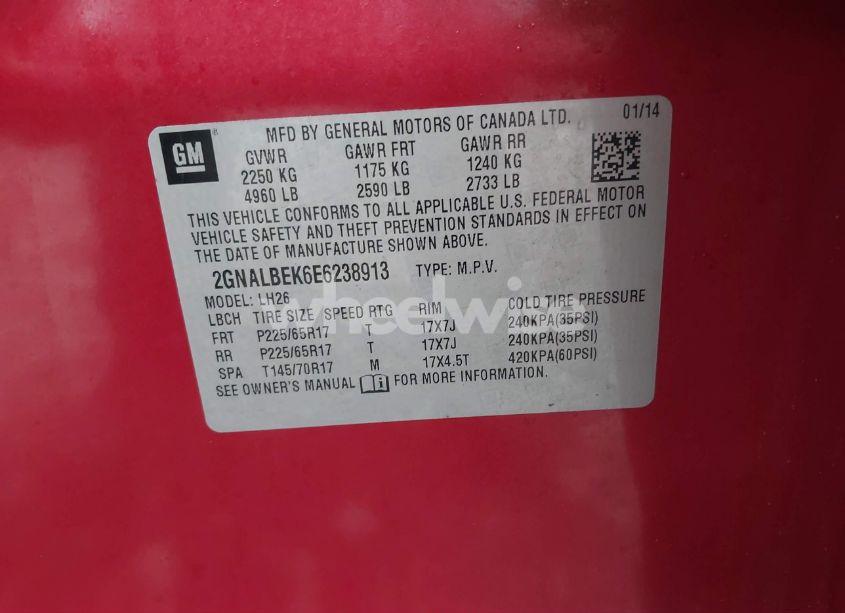 GM
MFD BY GENERAL MOTORS OF CANADA LTD. 01/14
GVWR GAWR FRT GAWR RR
2250 KG 1175 KG 1240 KG
4960 LB 2590 LB 2733 LB
THIS VEHICLE CONFORMS TO ALL APPLICABLE U.S. FEDERAL MOTOR
VEHICLE SAFETY AND THEFT PREVENTION STANDARDS IN EFFECT ON
THE DATE OF MANUFACTURE SHOWN ABOVE.
2GNALBEK6E6238913 TYPE: M.P.V.
MODEL: LH26
LBCH TIRE SIZE SPEED RTG RIM COLD TIRE PRESSURE
FRT P225/65R17 T 17X7J 240KPA(35PSI)
RR P225/65R17 T 17X7J 240KPA(35PSI)
SPA T145/70R17 M 17X4.5T 420KPA(60PSI)
SEE OWNER'S MANUAL FOR MORE INFORMATION.
wheelwise